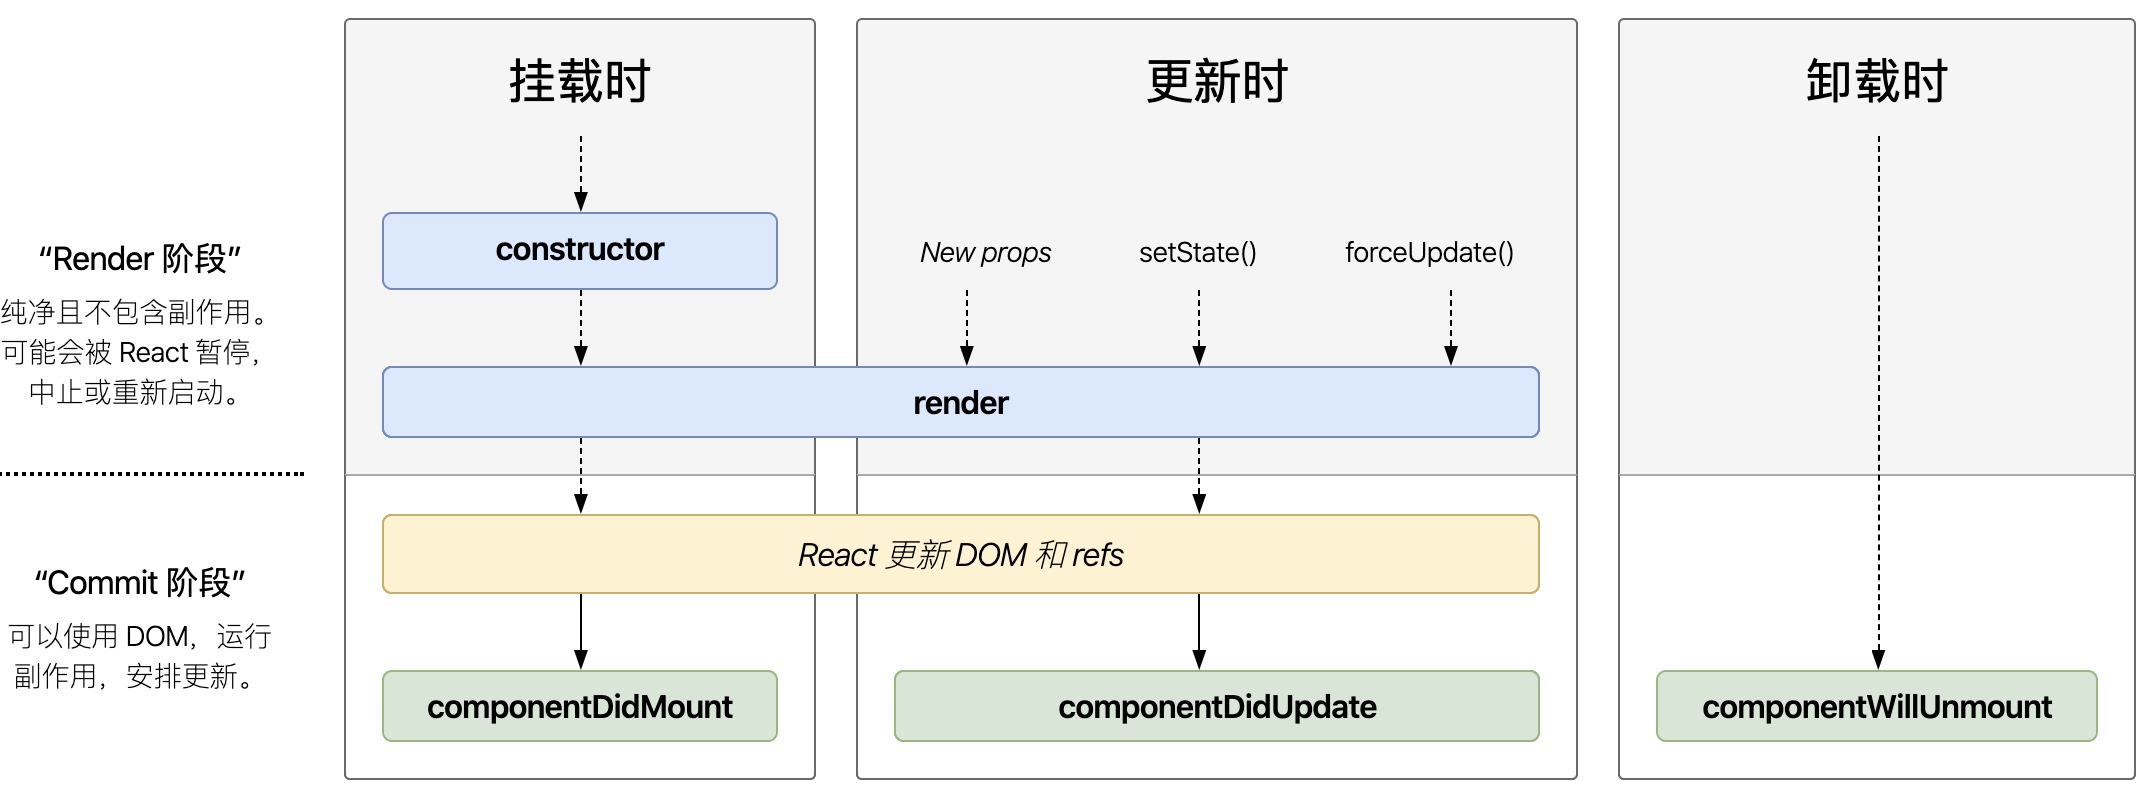 挂载时
更新时
卸载时
“Render 阶段”
纯净且不包含副作用。
可能会被 React 暂停，
中止或重新启动。
constructor
New props
setState()
forceUpdate()
render
“Commit 阶段”
可以使用 DOM，运行
副作用，安排更新。
React 更新 DOM 和 refs
componentDidMount
componentDidUpdate
componentWillUnmount